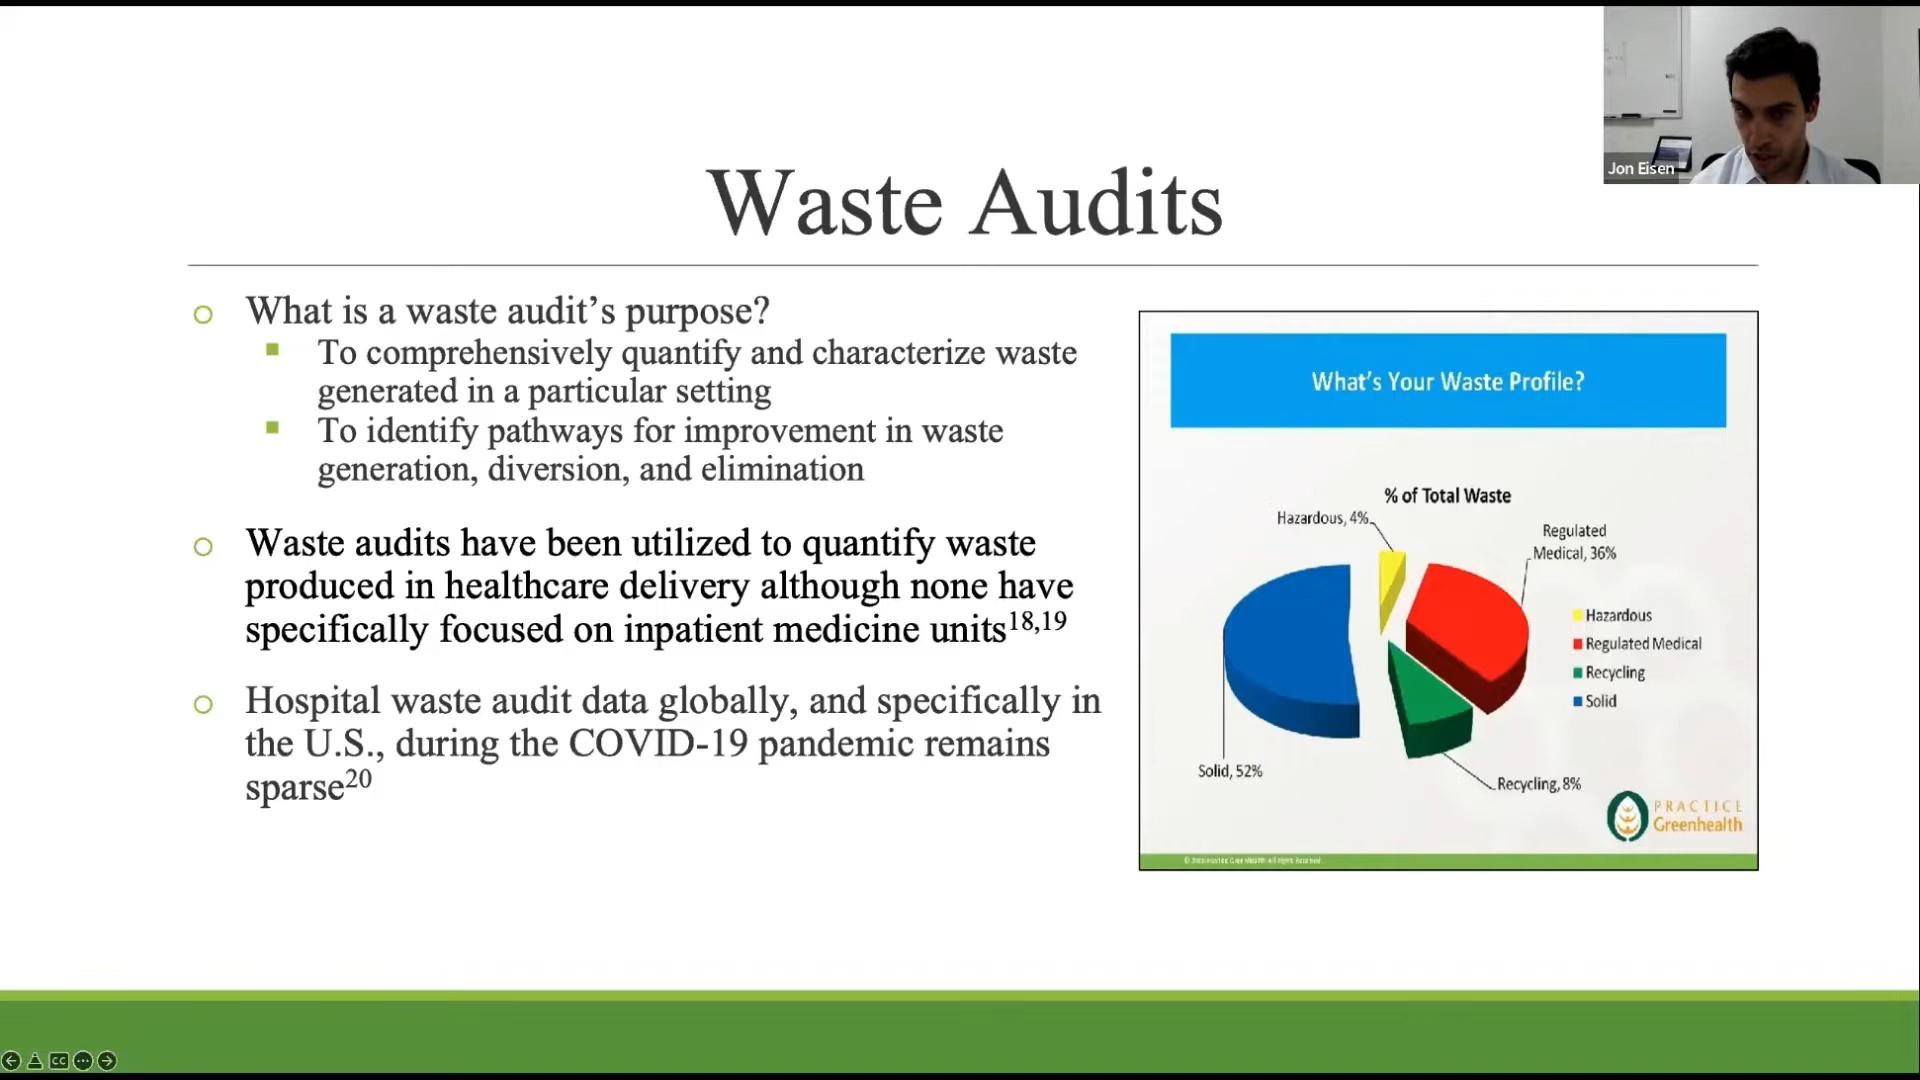 Jon Eisen
Waste Audits
What is a waste audit’s purpose?
To comprehensively quantify and characterize waste
generated in a particular setting
To identify pathways for improvement in waste
generation, diversion, and elimination
Waste audits have been utilized to quantify waste
produced in healthcare delivery although none have
specifically focused on inpatient medicine units18,19
Hospital waste audit data globally, and specifically in
the U.S., during the COVID-19 pandemic remains
sparse20
What’s Your Waste Profile?
% of Total Waste
Hazardous, 4%
Regulated
Medical, 36%
Hazardous
Regulated Medical
Recycling
Solid
Solid, 52%
Recycling, 8%
PRACTICE
Greenhealth
CC